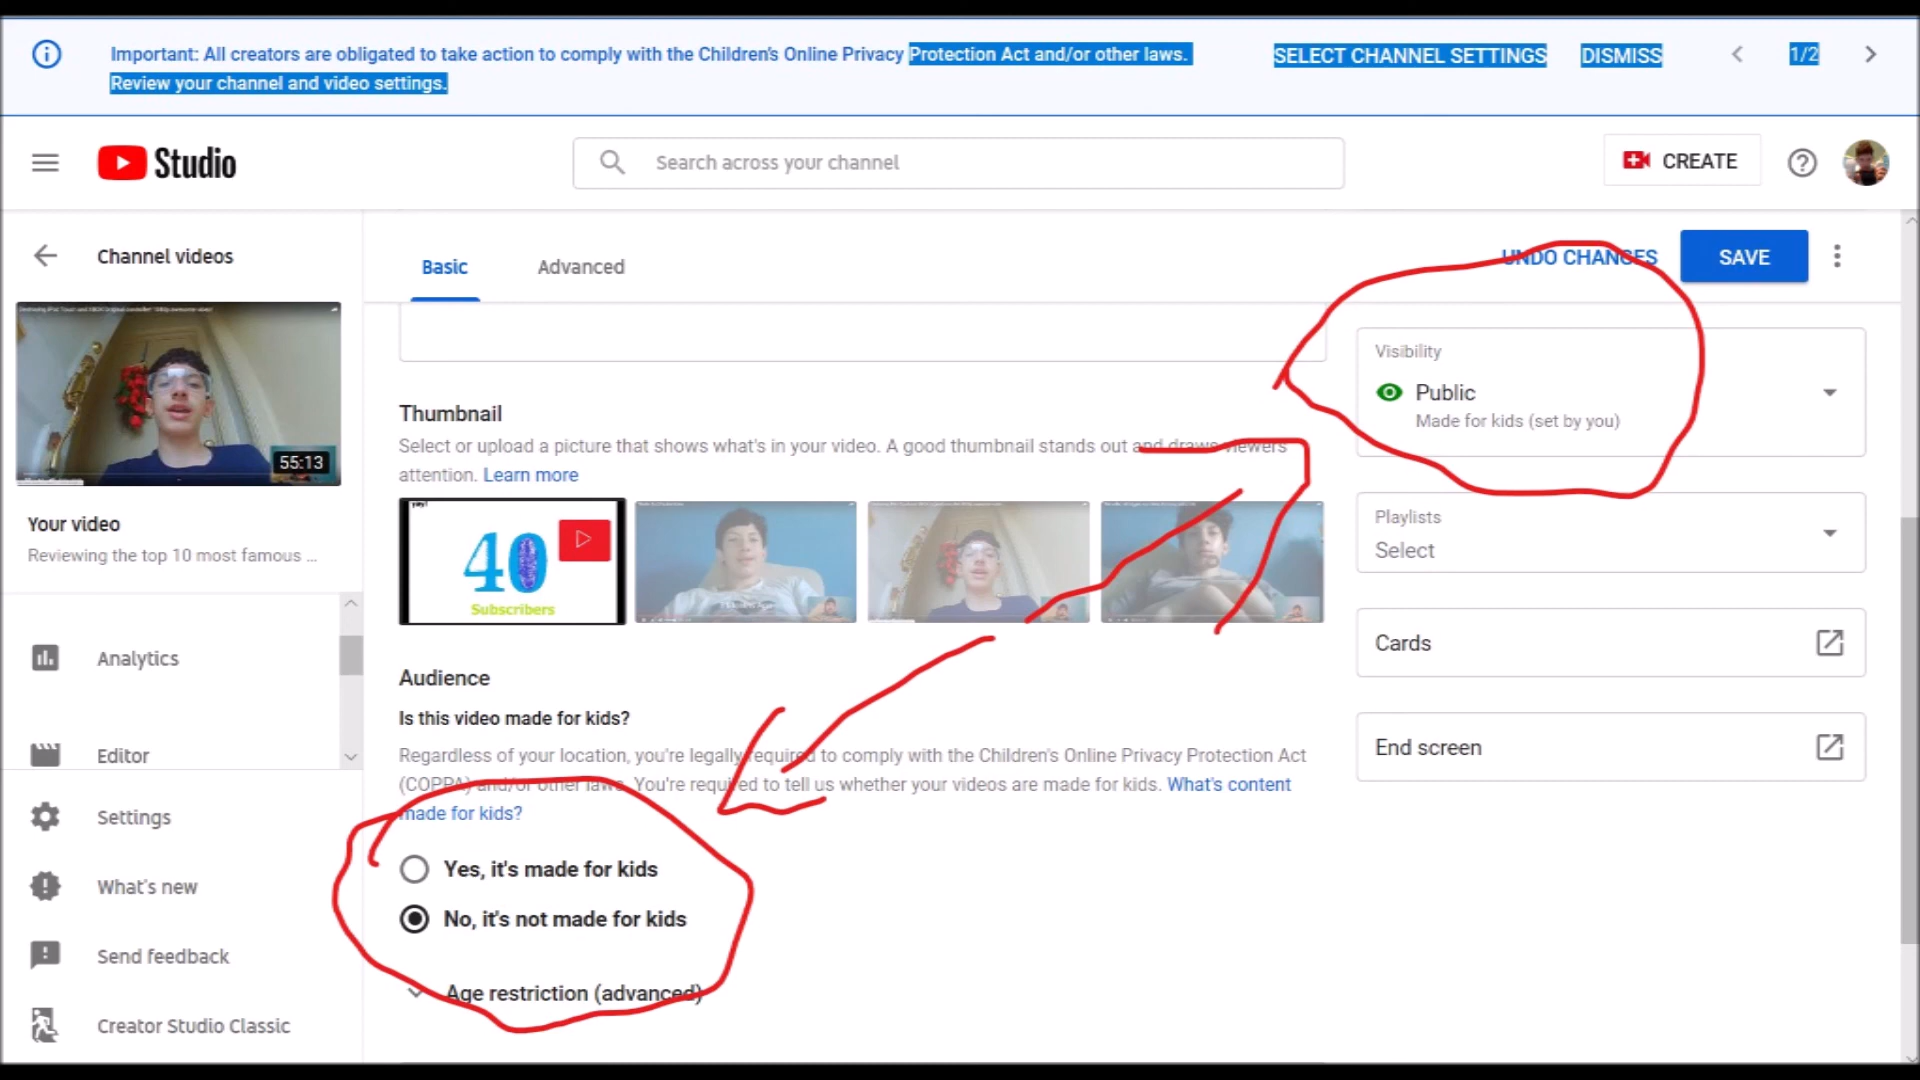 Important: All creators are obligated to take action to comply with the Children's Online Privacy Protection Act and/or other laws.
Review your channel and video settings.
SELECT CHANNEL SETTINGS
DISMISS
1/2
Studio
Search across your channel
CREATE
Channel videos
Basic
Advanced
UNDO CHANGES
SAVE
55:13
Your video
Reviewing the top 10 most famous ...
Analytics
Editor
Settings
What's new
Send feedback
Creator Studio Classic
Thumbnail
Select or upload a picture that shows what's in your video. A good thumbnail stands out and draws viewers
attention. Learn more
yay!
40
Subscribers
Audience
Is this video made for kids?
Regardless of your location, you're legally required to comply with the Children's Online Privacy Protection Act
(COPPA) and/or other laws. You're required to tell us whether your videos are made for kids. What's content
made for kids?
Yes, it's made for kids
No, it's not made for kids
Age restriction (advanced)
Visibility
Public
Made for kids (set by you)
Playlists
Select
Cards
End screen